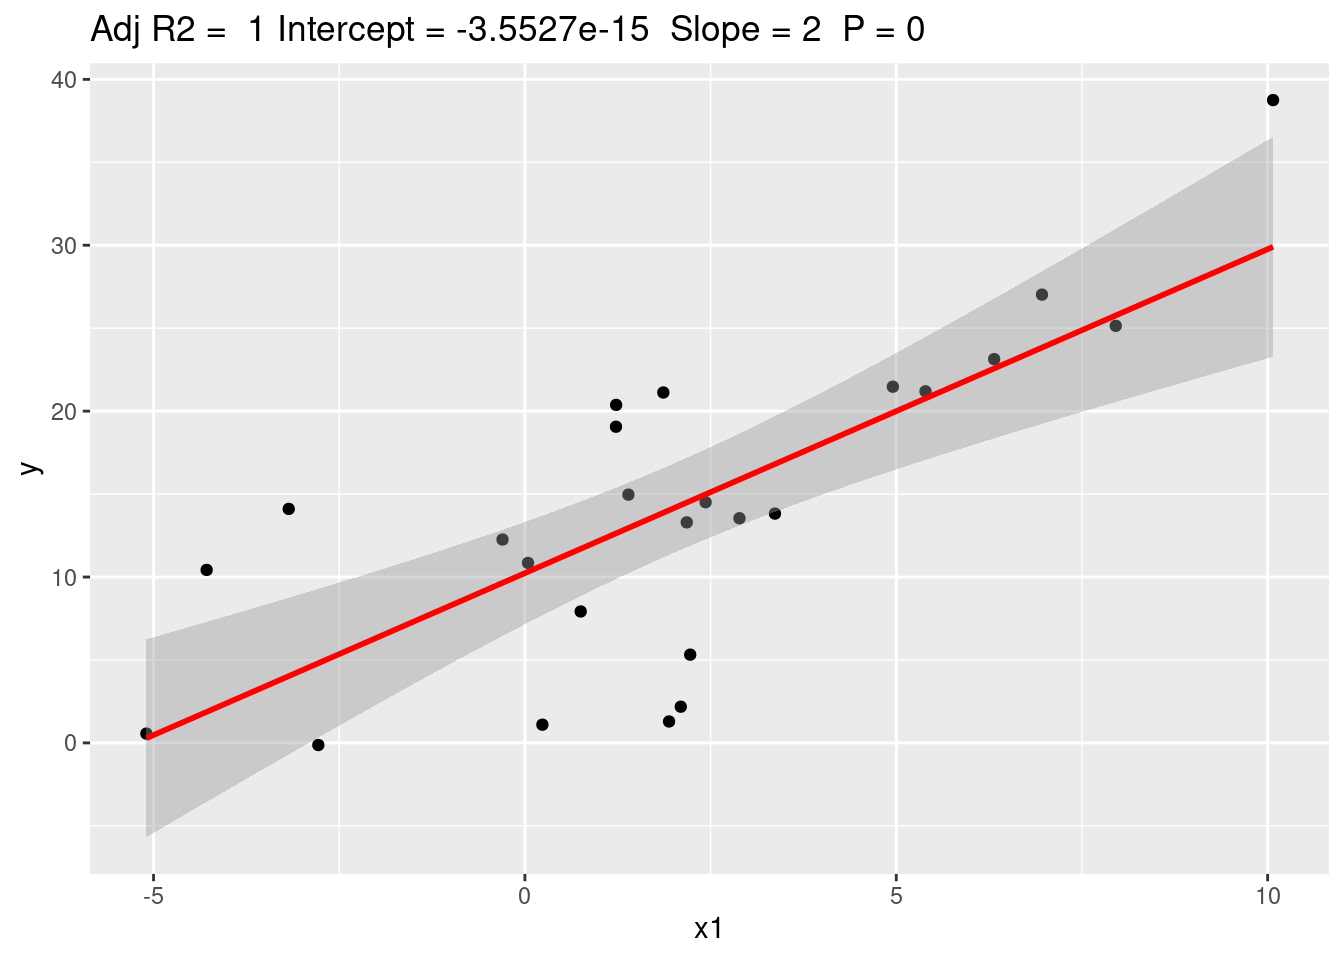 Adj R2 =  1 Intercept = -3.5527e-15  Slope = 2  P = 0
40
30
20
10
0
y
-5 0 5 10
x1